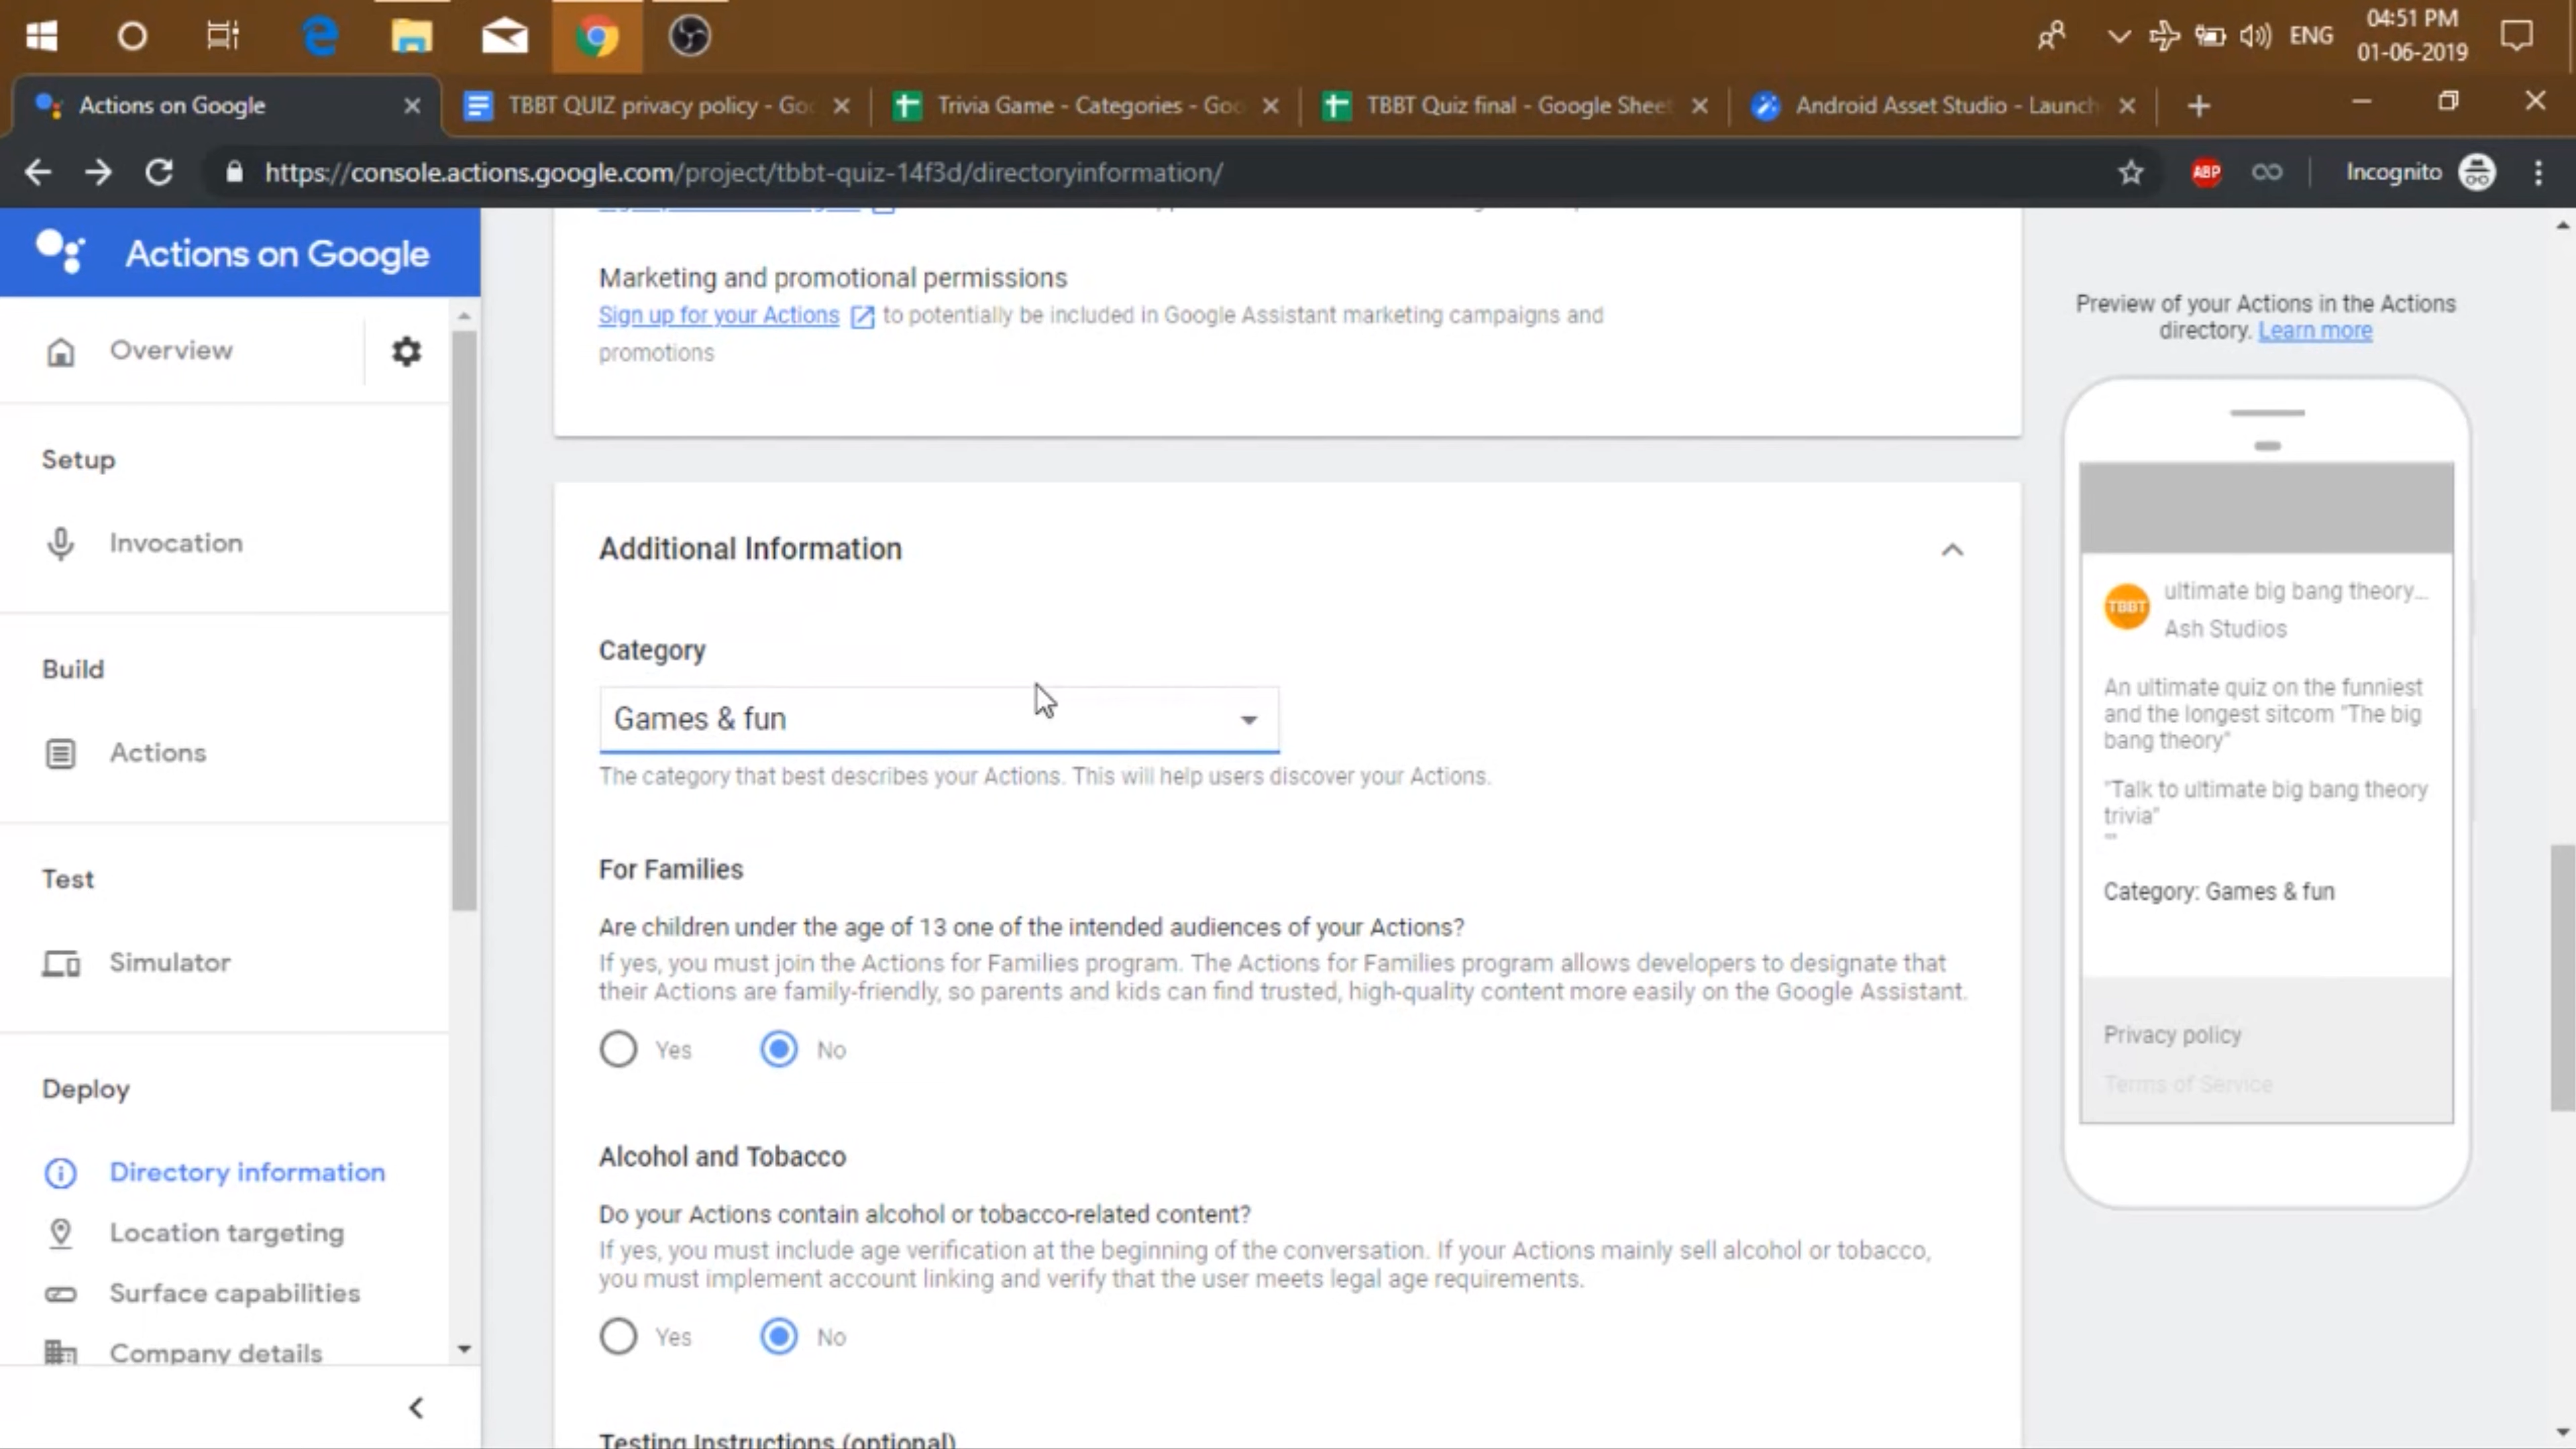 04:51 PM
ENG
01-06-2019
Actions on Google
TBBT QUIZ privacy policy - Goo
Trivia Game - Categories - Goo
TBBT Quiz final - Google Sheet
Android Asset Studio - Launch
https://console.actions.google.com/project/tbbt-quiz-14f3d/directoryinformation/
ABP
Incognito
Actions on Google
Overview
Setup
Invocation
Build
Actions
Test
Simulator
Deploy
Directory information
Location targeting
Surface capabilities
Company details
Marketing and promotional permissions
Sign up for your Actions to potentially be included in Google Assistant marketing campaigns and
promotions
Additional Information
Category
Games & fun
The category that best describes your Actions. This will help users discover your Actions.
For Families
Are children under the age of 13 one of the intended audiences of your Actions?
If yes, you must join the Actions for Families program. The Actions for Families program allows developers to designate that
their Actions are family-friendly, so parents and kids can find trusted, high-quality content more easily on the Google Assistant.
Yes No
Alcohol and Tobacco
Do your Actions contain alcohol or tobacco-related content?
If yes, you must include age verification at the beginning of the conversation. If your Actions mainly sell alcohol or tobacco,
you must implement account linking and verify that the user meets legal age requirements.
Yes No
Testing Instructions (optional)
Preview of your Actions in the Actions
directory. Learn more
TBBT
ultimate big bang theory...
Ash Studios
An ultimate quiz on the funniest
and the longest sitcom "The big
bang theory"
"Talk to ultimate big bang theory
trivia"
""
Category: Games & fun
Privacy policy
Terms of Service